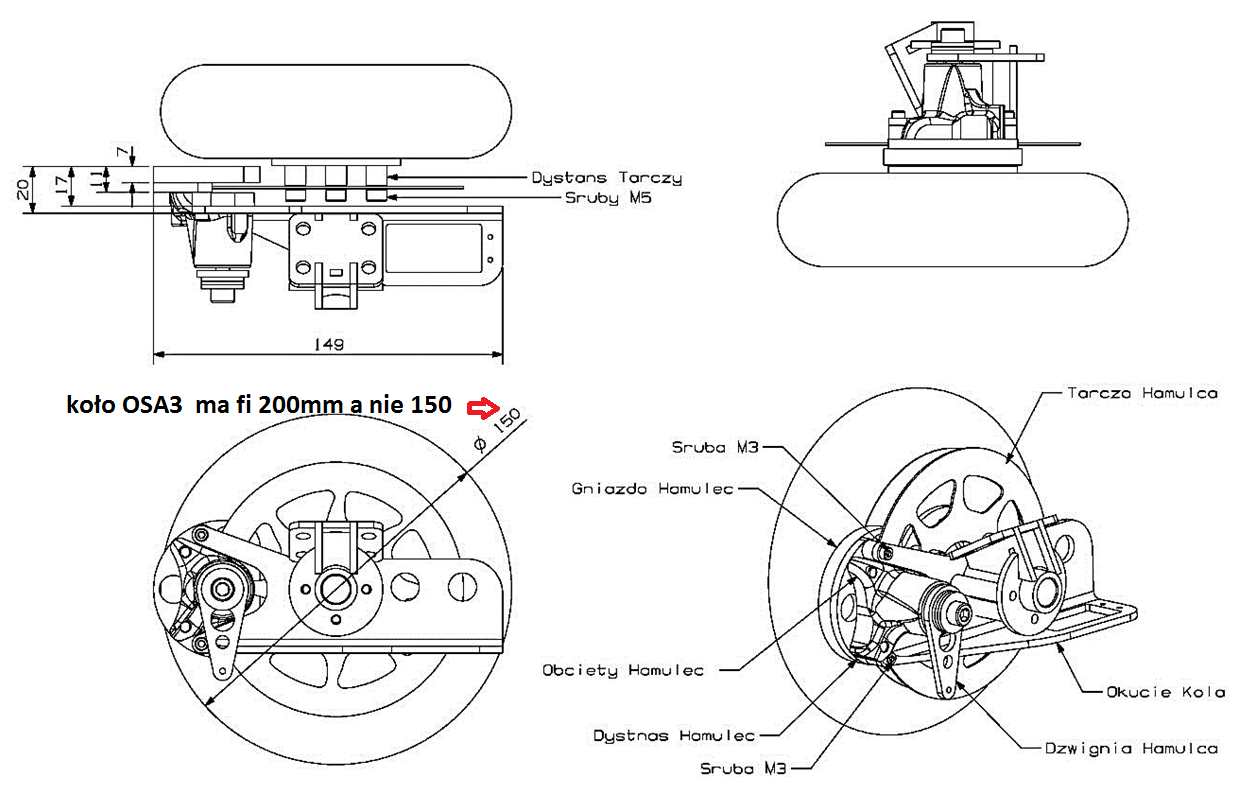 7
11
17
20
Dystans Tarczy
Sruby M5
149
koło OSA3 ma fi 200mm a nie 150
Ø 150
Tarcza Hamulca
Sruba M3
Gniazdo Hamulec
Obciety Hamulec
Okucie Kola
Dystnas Hamulec
Dzwignia Hamulca
Sruba M3